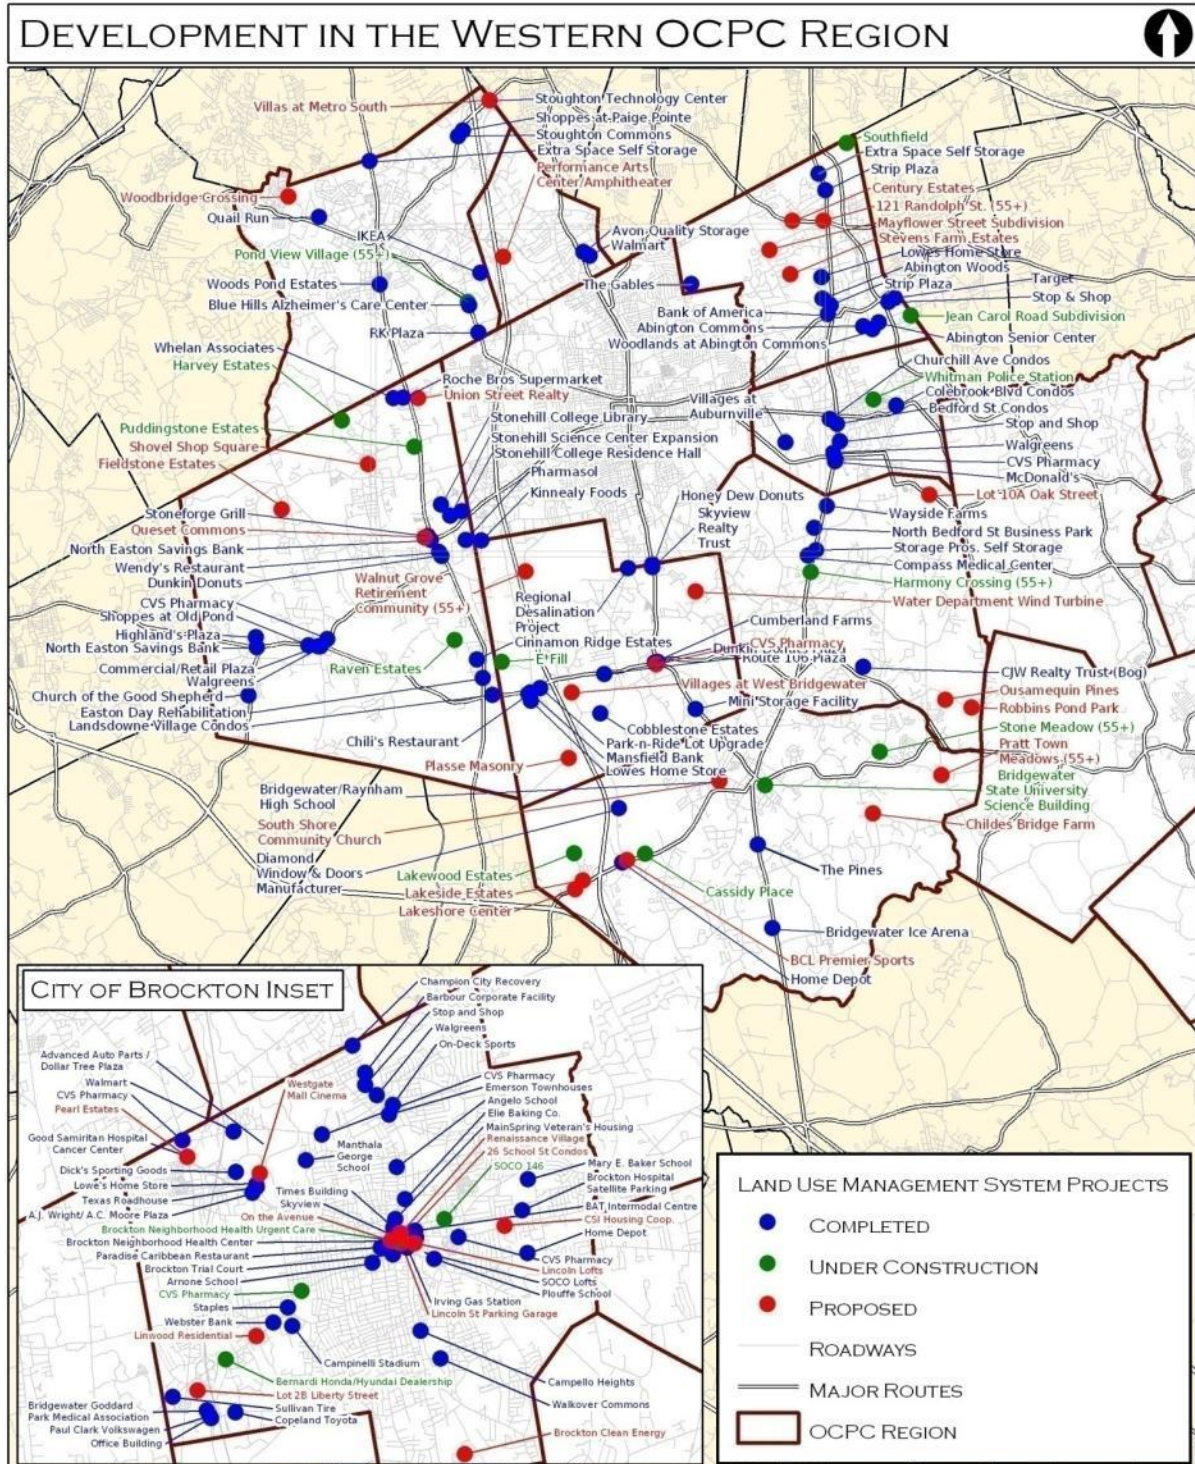 DEVELOPMENT IN THE WESTERN OCPC REGION
Villas at Metro South
Stoughton Technology Center
Shoppes at Paige Pointe
Stoughton Commons
Extra Space Self Storage
Performance Arts
Center/Amphitheater
Woodbridge Crossing
Quail Run
IKEA
Pond View Village (55+)
Woods Pond Estates
Blue Hills Alzheimer's Care Center
RK Plaza
Avon Quality Storage
Walmart
The Gables
Southfield
Extra Space Self Storage
Strip Plaza
Century Estates
121 Randolph St. (55+)
Mayflower Street Subdivision
Stevens Farm Estates
Lowes Home Store
Abington Woods
Strip Plaza
Target
Stop & Shop
Bank of America
Jean Carol Road Subdivision
Abington Commons
Woodlands at Abington Commons
Abington Senior Center
Whelan Associates
Harvey Estates
Roche Bros Supermarket
Union Street Realty
Churchill Ave Condos
Whitman Police Station
Colebrook Blvd Condos
Villages at
Auburnville
Bedford St Condos
Stop and Shop
Walgreens
CVS Pharmacy
McDonald's
Puddingstone Estates
Shovel Shop Square
Fieldstone Estates
Stonehill College Library
Stonehill Science Center Expansion
Stonehill College Residence Hall
Pharmasol
Kinnealy Foods
Honey Dew Donuts
Skyview
Realty
Trust
Lot 10A Oak Street
Wayside Farms
North Bedford St Business Park
Storage Pros. Self Storage
Compass Medical Center
Harmony Crossing (55+)
Water Department Wind Turbine
Stoneforge Grill
Queset Commons
North Easton Savings Bank
Wendy's Restaurant
Dunkin Donuts
Walnut Grove
Retirement
Community (55+)
Regional
Desalination
Project
CVS Pharmacy
Shoppes at Old Pond
Highland's Plaza
North Easton Savings Bank
Commercial/Retail Plaza
Walgreens
Church of the Good Shepherd
Easton Day Rehabilitation
Landsdowne Village Condos
Raven Estates
Cinnamon Ridge Estates
E' Fill
Cumberland Farms
CVS Pharmacy
Route 106 Plaza
Villages at West Bridgewater
Mini Storage Facility
CJW Realty Trust (Bog)
Ousamequin Pines
Robbins Pond Park
Stone Meadow (55+)
Pratt Town
Meadows (55+)
Bridgewater
State University
Science Building
Childes Bridge Farm
Chili's Restaurant
Cobblestone Estates
Park-n-Ride Lot Upgrade
Mansfield Bank
Lowes Home Store
Plasse Masonry
Bridgewater/Raynham
High School
South Shore
Community Church
Diamond
Window & Doors
Manufacturer
Lakewood Estates
Lakeside Estates
Lakeshore Center
Cassidy Place
The Pines
Bridgewater Ice Arena
BCL Premier Sports
Home Depot
CITY OF BROCKTON INSET
Champion City Recovery
Barbour Corporate Facility
Stop and Shop
Walgreens
On-Deck Sports
Advanced Auto Parts /
Dollar Tree Plaza
Walmart
CVS Pharmacy
Pearl Estates
Westgate
Mall Cinema
CVS Pharmacy
Emerson Townhouses
Angelo School
Elie Baking Co.
MainSpring Veteran's Housing
Renaissance Village
26 School St Condos
SOCO 146
Good Samiritan Hospital
Cancer Center
Manthala
George
School
Dick's Sporting Goods
Lowe's Home Store
Texas Roadhouse
A.J. Wright/ A.C. Moore Plaza
Mary E. Baker School
Brockton Hospital
Satellite Parking
BAT Intermodal Centre
CSI Housing Coop.
Home Depot
Times Building
Skyview
On the Avenue
Brockton Neighborhood Health Urgent Care
Brockton Neighborhood Health Center
Paradise Caribbean Restaurant
Brockton Trial Court
Arnone School
CVS Pharmacy
Staples
Webster Bank
Linwood Residential
CVS Pharmacy
Lincoln Lofts
SOCO Lofts
Plouffe School
Irving Gas Station
Lincoln St Parking Garage
Campinelli Stadium
Bernardi Honda/Hyundai Dealership
Lot 2B Liberty Street
Sullivan Tire
Copeland Toyota
Campello Heights
Walkover Commons
Bridgewater Goddard
Park Medical Association
Paul Clark Volkswagen
Office Building
Brockton Clean Energy
LAND USE MANAGEMENT SYSTEM PROJECTS
COMPLETED
UNDER CONSTRUCTION
PROPOSED
ROADWAYS
MAJOR ROUTES
OCPC REGION